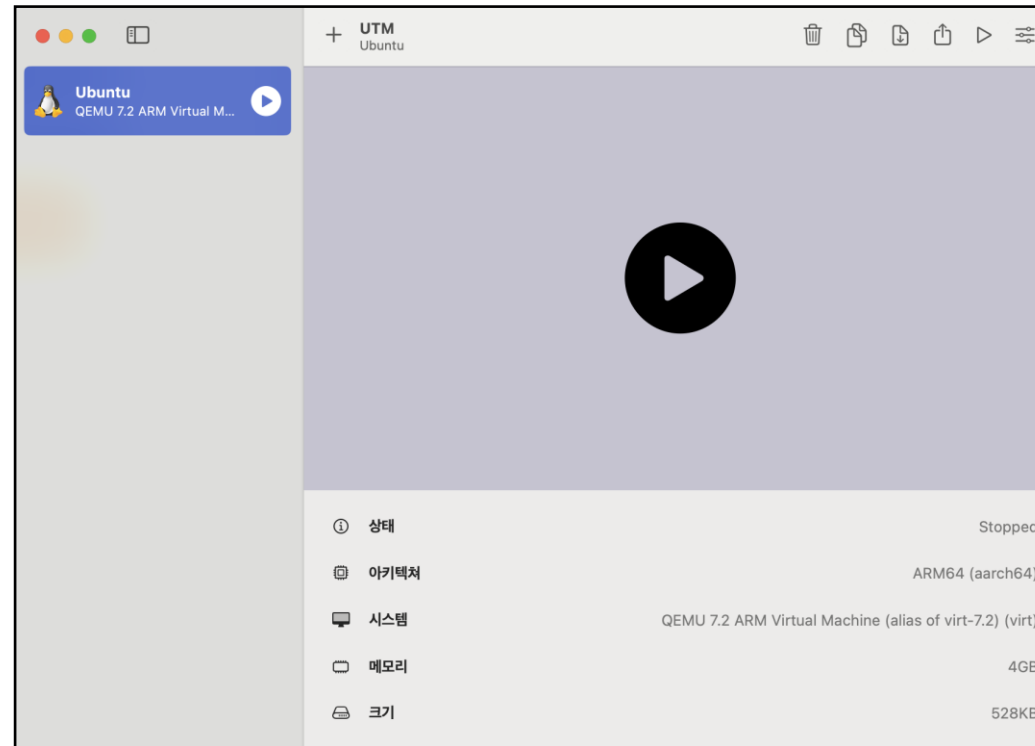 UTM
Ubuntu
Ubuntu
QEMU 7.2 ARM Virtual M...
상태 Stopped
아키텍쳐 ARM64 (aarch64)
시스템 QEMU 7.2 ARM Virtual Machine (alias of virt-7.2) (virt)
메모리 4GB
크기 528KB